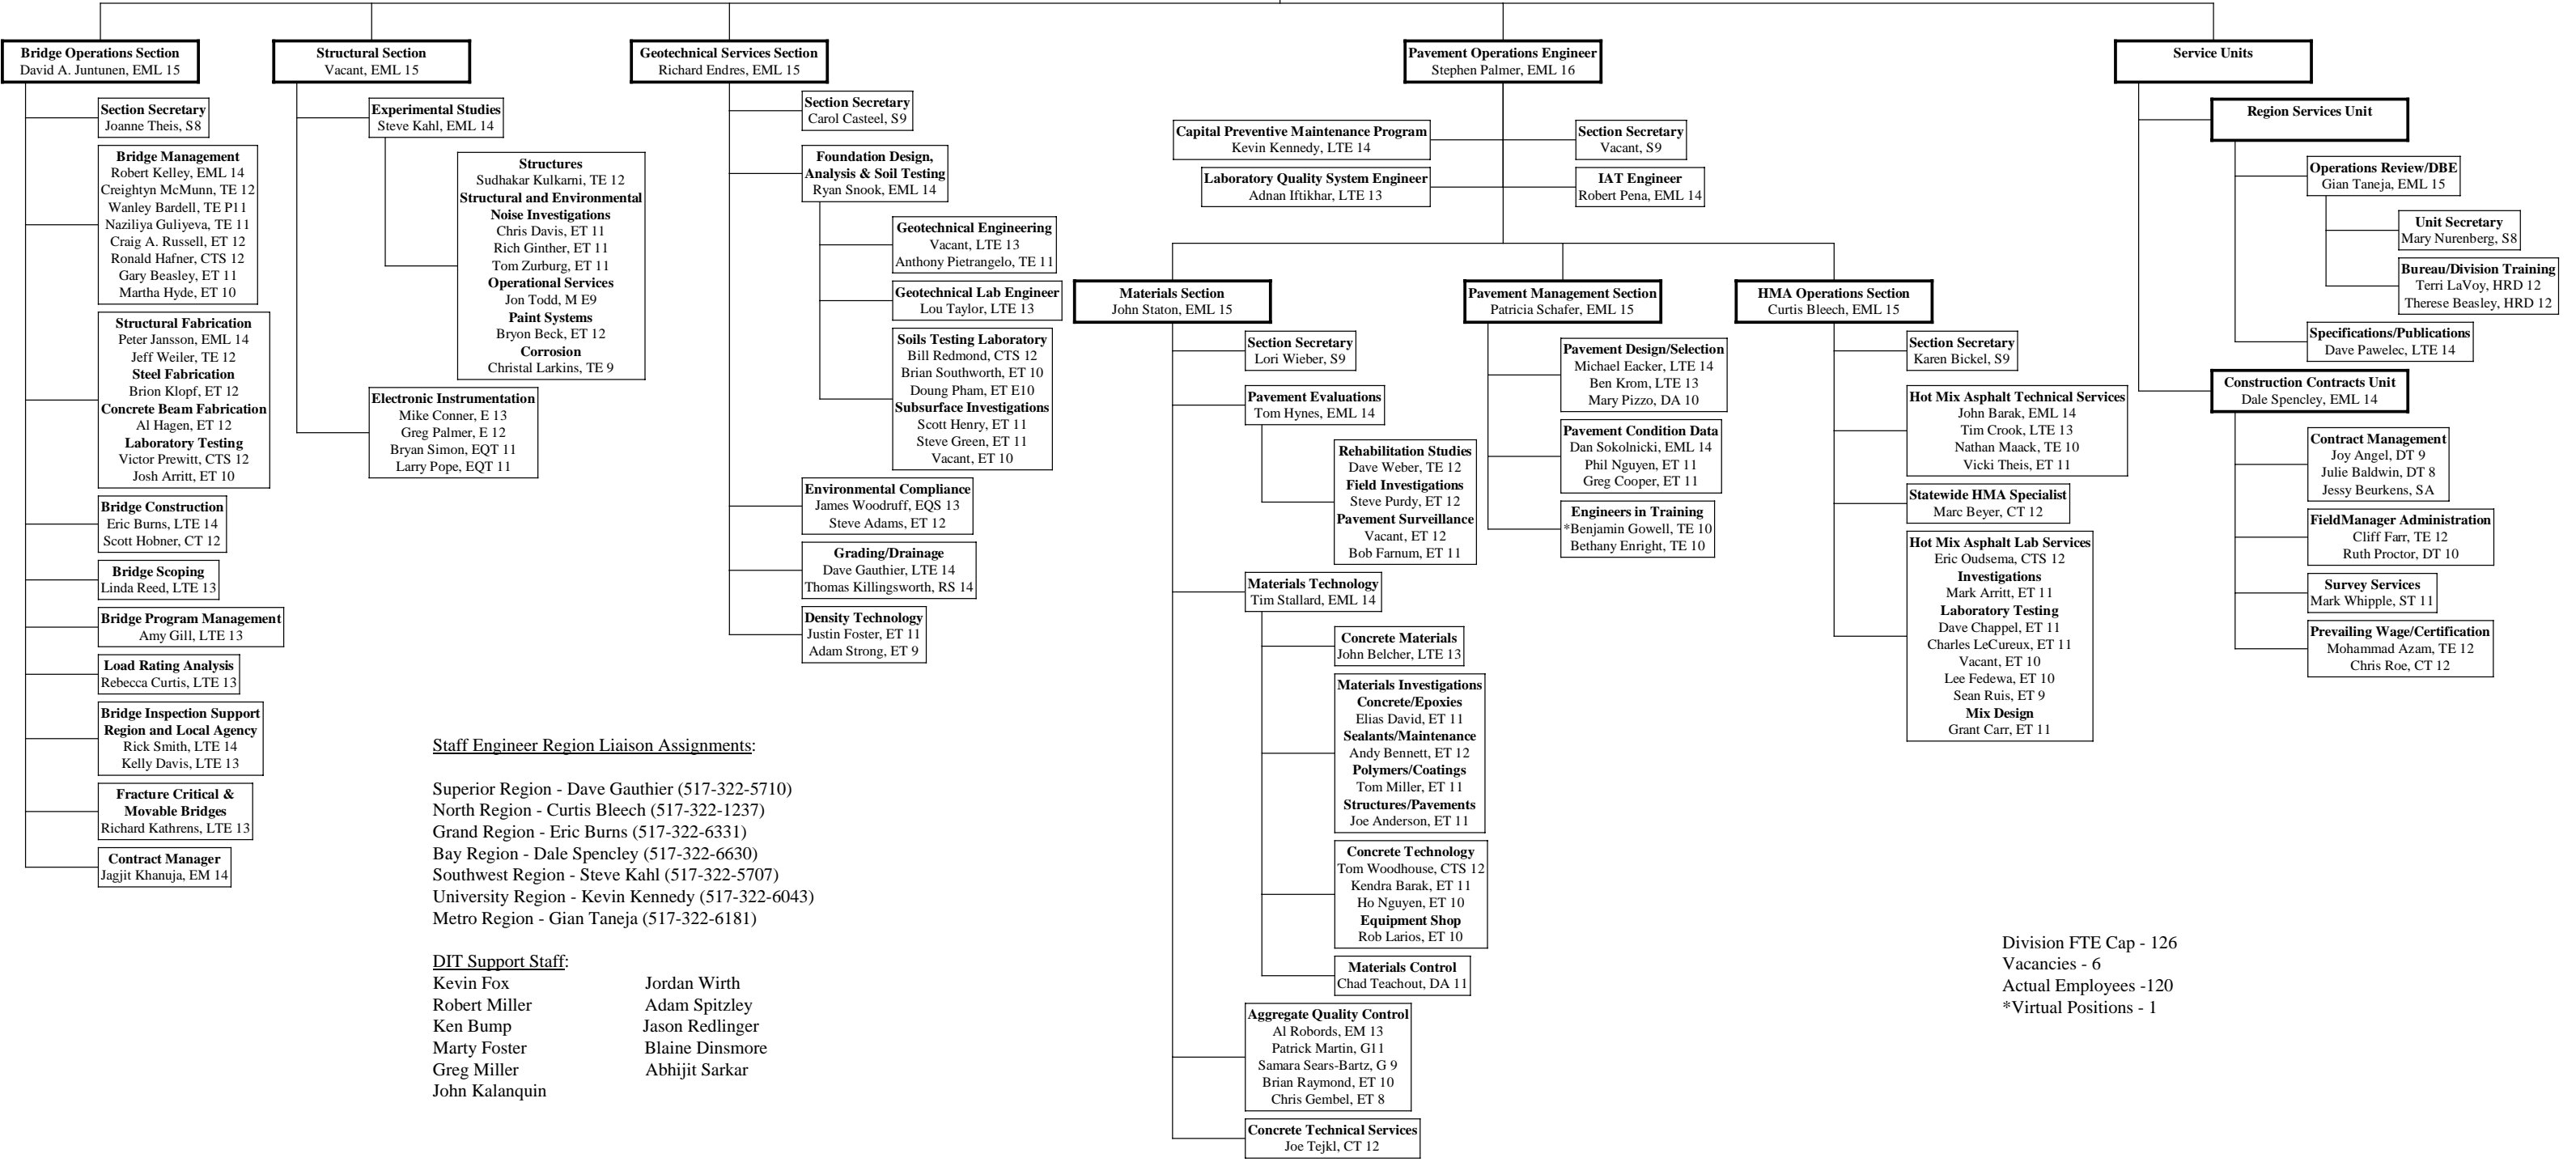 Bridge Operations Section
David A. Juntunen, EML 15
Section Secretary
Joanne Theis, S8
Bridge Management
Robert Kelley, EML 14
Creightyn McMunn, TE 12
Wanley Bardell, TE P11
Naziliya Guliyeva, TE 11
Craig A. Russell, ET 12
Ronald Hafner, CTS 12
Gary Beasley, ET 11
Martha Hyde, ET 10
Structural Fabrication
Peter Jansson, EML 14
Jeff Weiler, TE 12
Steel Fabrication
Brion Klopf, ET 12
Concrete Beam Fabrication
Al Hagen, ET 12
Laboratory Testing
Victor Prewitt, CTS 12
Josh Arritt, ET 10
Bridge Construction
Eric Burns, LTE 14
Scott Hobner, CT 12
Bridge Scoping
Linda Reed, LTE 13
Bridge Program Management
Amy Gill, LTE 13
Load Rating Analysis
Rebecca Curtis, LTE 13
Bridge Inspection Support
Region and Local Agency
Rick Smith, LTE 14
Kelly Davis, LTE 13
Fracture Critical &
Movable Bridges
Richard Kathrens, LTE 13
Contract Manager
Jagjit Khanuja, EM 14
Structural Section
Vacant, EML 15
Experimental Studies
Steve Kahl, EML 14
Structures
Sudhakar Kulkarni, TE 12
Structural and Environmental
Noise Investigations
Chris Davis, ET 11
Rich Ginther, ET 11
Tom Zurburg, ET 11
Operational Services
Jon Todd, M E9
Paint Systems
Bryon Beck, ET 12
Corrosion
Christal Larkins, TE 9
Electronic Instrumentation
Mike Conner, E 13
Greg Palmer, E 12
Bryan Simon, EQT 11
Larry Pope, EQT 11
Geotechnical Services Section
Richard Endres, EML 15
Section Secretary
Carol Casteel, S9
Foundation Design,
Analysis & Soil Testing
Ryan Snook, EML 14
Geotechnical Engineering
Vacant, LTE 13
Anthony Pietrangelo, TE 11
Geotechnical Lab Engineer
Lou Taylor, LTE 13
Soils Testing Laboratory
Bill Redmond, CTS 12
Brian Southworth, ET 10
Doung Pham, ET E10
Subsurface Investigations
Scott Henry, ET 11
Steve Green, ET 11
Vacant, ET 10
Environmental Compliance
James Woodruff, EQS 13
Steve Adams, ET 12
Grading/Drainage
Dave Gauthier, LTE 14
Thomas Killingsworth, RS 14
Density Technology
Justin Foster, ET 11
Adam Strong, ET 9
Pavement Operations Engineer
Stephen Palmer, EML 16
Capital Preventive Maintenance Program
Kevin Kennedy, LTE 14
Section Secretary
Vacant, S9
Laboratory Quality System Engineer
Adnan Iftikhar, LTE 13
IAT Engineer
Robert Pena, EML 14
Materials Section
John Staton, EML 15
Section Secretary
Lori Wieber, S9
Pavement Evaluations
Tom Hynes, EML 14
Rehabilitation Studies
Dave Weber, TE 12
Field Investigations
Steve Purdy, ET 12
Pavement Surveillance
Vacant, ET 12
Bob Farnum, ET 11
Materials Technology
Tim Stallard, EML 14
Concrete Materials
John Belcher, LTE 13
Materials Investigations
Concrete/Epoxies
Elias David, ET 11
Sealants/Maintenance
Andy Bennett, ET 12
Polymers/Coatings
Tom Miller, ET 11
Structures/Pavements
Joe Anderson, ET 11
Concrete Technology
Tom Woodhouse, CTS 12
Kendra Barak, ET 11
Ho Nguyen, ET 10
Equipment Shop
Rob Larios, ET 10
Materials Control
Chad Teachout, DA 11
Aggregate Quality Control
Al Robords, EM 13
Patrick Martin, G11
Samara Sears-Bartz, G 9
Brian Raymond, ET 10
Chris Gembel, ET 8
Concrete Technical Services
Joe Tejkl, CT 12
Pavement Management Section
Patricia Schafer, EML 15
Pavement Design/Selection
Michael Eacker, LTE 14
Ben Krom, LTE 13
Mary Pizzo, DA 10
Pavement Condition Data
Dan Sokolnicki, EML 14
Phil Nguyen, ET 11
Greg Cooper, ET 11
Engineers in Training
*Benjamin Gowell, TE 10
Bethany Enright, TE 10
HMA Operations Section
Curtis Bleech, EML 15
Section Secretary
Karen Bickel, S9
Hot Mix Asphalt Technical Services
John Barak, EML 14
Tim Crook, LTE 13
Nathan Maack, TE 10
Vicki Theis, ET 11
Statewide HMA Specialist
Marc Beyer, CT 12
Hot Mix Asphalt Lab Services
Eric Oudsema, CTS 12
Investigations
Mark Arritt, ET 11
Laboratory Testing
Dave Chappel, ET 11
Charles LeCureux, ET 11
Vacant, ET 10
Lee Fedewa, ET 10
Sean Ruis, ET 9
Mix Design
Grant Carr, ET 11
Service Units
Region Services Unit
Operations Review/DBE
Gian Taneja, EML 15
Unit Secretary
Mary Nurenberg, S8
Bureau/Division Training
Terri LaVoy, HRD 12
Therese Beasley, HRD 12
Specifications/Publications
Dave Pawelec, LTE 14
Construction Contracts Unit
Dale Spencley, EML 14
Contract Management
Joy Angel, DT 9
Julie Baldwin, DT 8
Jessy Beurkens, SA
FieldManager Administration
Cliff Farr, TE 12
Ruth Proctor, DT 10
Survey Services
Mark Whipple, ST 11
Prevailing Wage/Certification
Mohammad Azam, TE 12
Chris Roe, CT 12
Staff Engineer Region Liaison Assignments:
Superior Region - Dave Gauthier (517-322-5710)
North Region - Curtis Bleech (517-322-1237)
Grand Region - Eric Burns (517-322-6331)
Bay Region - Dale Spencley (517-322-6630)
Southwest Region - Steve Kahl (517-322-5707)
University Region - Kevin Kennedy (517-322-6043)
Metro Region - Gian Taneja (517-322-6181)
DIT Support Staff:
Kevin Fox
Robert Miller
Ken Bump
Marty Foster
Greg Miller
John Kalanquin
Jordan Wirth
Adam Spitzley
Jason Redlinger
Blaine Dinsmore
Abhijit Sarkar
Division FTE Cap - 126
Vacancies - 6
Actual Employees -120
*Virtual Positions - 1